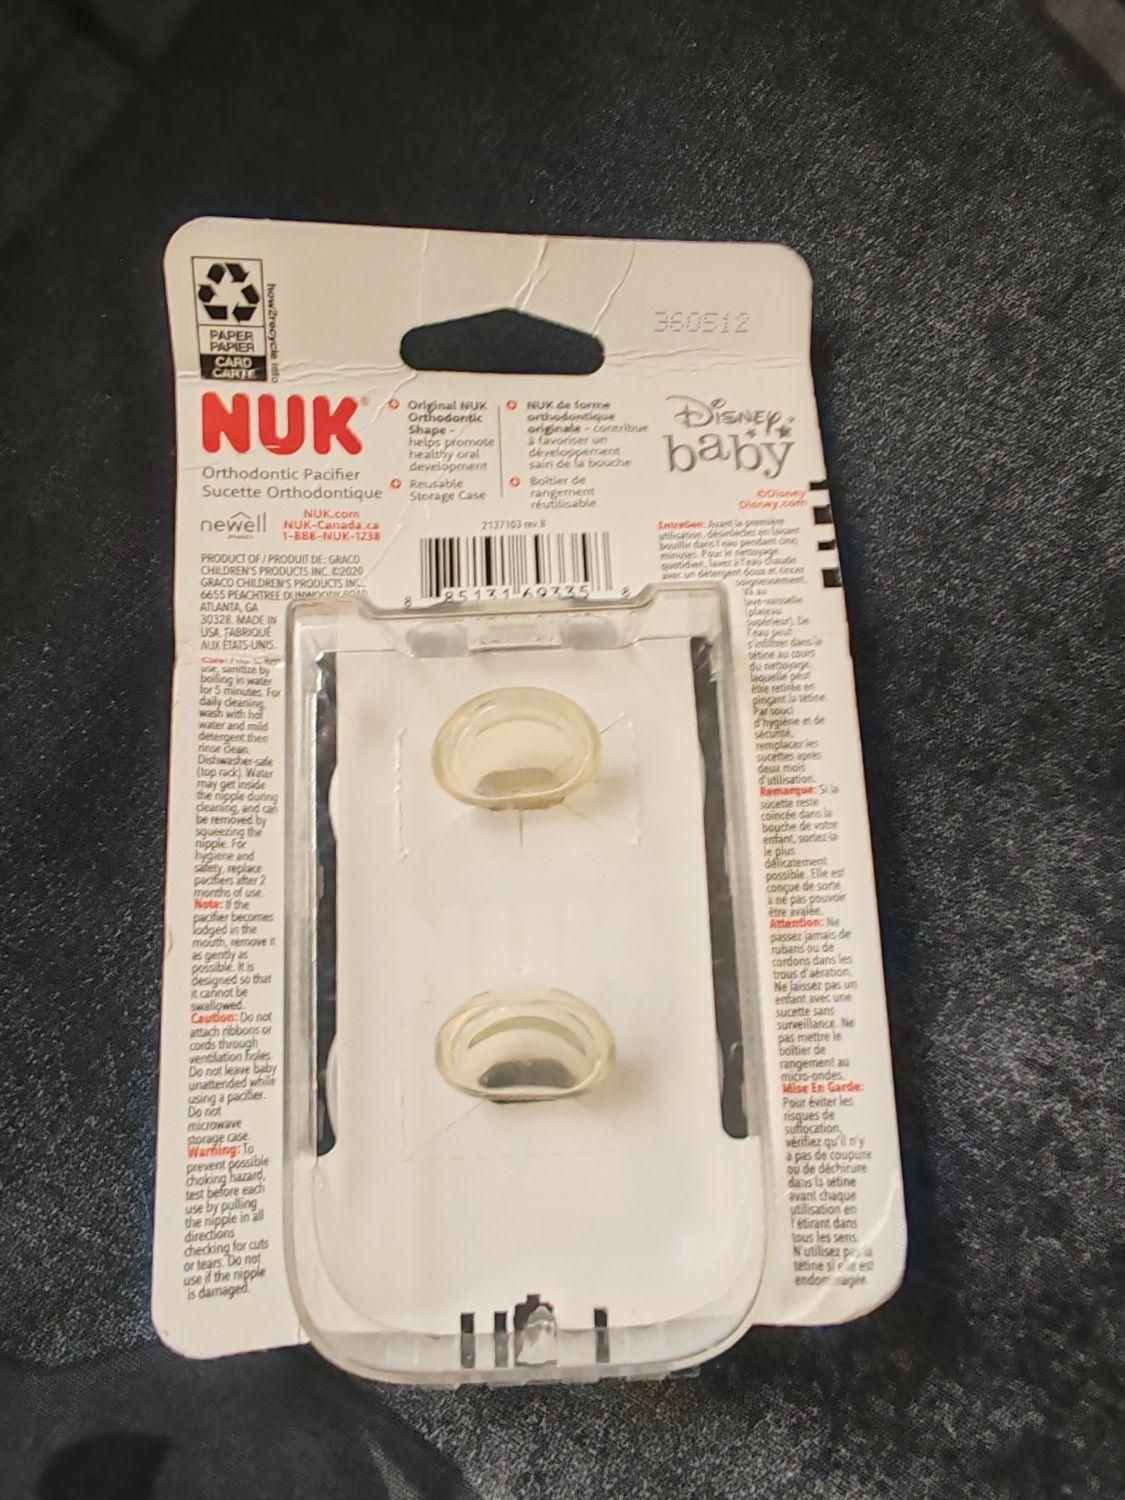 360512
how2recycle.info
PAPER
PAPIER
CARD
CARTE
NUK®
Orthodontic Pacifier
Sucette Orthodontique
newell
BRANDS
NUK.com
NUK-Canada.ca
1-888-NUK-1238
Original NUK
Orthodontic
Shape -
helps promote
healthy oral
development
Reusable
Storage Case
NUK de forme
orthodontique
originale - contribue
à favoriser un
développement
sain de la bouche
Boîtier de
rangement
réutilisable
Disney
baby
©Disney
Disney.com
2137103 rev.B
8 85131 69335 8
PRODUCT OF / PRODUIT DE: GRACO
CHILDREN'S PRODUCTS INC. ©2020
GRACO CHILDREN'S PRODUCTS INC.,
6655 PEACHTREE DUNWOODY ROAD
ATLANTA, GA
30328. MADE IN
USA. FABRIQUÉ
AUX ÉTATS-UNIS.
Care:
use, sanitize by
boiling in water
for 5 minutes. For
daily cleaning,
wash with hot
water and mild
detergent then
rinse clean.
Dishwasher-safe
(top rack). Water
may get inside
the nipple during
cleaning, and can
be removed by
squeezing the
nipple. For
hygiene and
safety, replace
pacifiers after 2
months of use.
Note: If the
pacifier becomes
lodged in the
mouth, remove it
as gently as
possible. It is
designed so that
it cannot be
swallowed.
Caution: Do not
attach ribbons or
cords through
ventilation holes.
Do not leave baby
unattended while
using a pacifier.
Do not
microwave
storage case.
Warning: To
prevent possible
choking hazard,
test before each
use by pulling
the nipple in all
directions
checking for cuts
or tears. Do not
use if the nipple
is damaged.
Entretien: Avant la première
utilisation, désinfectez en faisant
bouillir dans l'eau pendant cinq
minutes. Pour le nettoyage
quotidien, lavez à l'eau chaude
avec un détergent doux et rincez
soigneusement.
Va au
lave-vaisselle
(plateau
supérieur). De
l'eau peut
s'infiltrer dans la
tétine au cours
du nettoyage,
laquelle peut
être retirée en
pinçant la tétine.
Par souci
d'hygiène et de
sécurité,
remplacez les
sucettes après
deux mois
d'utilisation.
Remarque: Si la
sucette reste
coincée dans la
bouche de votre
enfant, sortez-la
le plus
délicatement
possible. Elle est
conçue de sorte
à ne pas pouvoir
être avalée.
Attention: Ne
passez jamais de
rubans ou de
cordons dans les
trous d'aération.
Ne laissez pas un
enfant avec une
sucette sans
surveillance. Ne
pas mettre le
boîtier de
rangement au
micro-ondes.
Mise En Garde:
Pour éviter les
risques de
suffocation,
vérifiez qu'il n'y
a pas de coupure
ou de déchirure
dans la tétine
avant chaque
utilisation en
l'étirant dans
tous les sens.
N'utilisez pas la
tétine si elle est
endommagée.